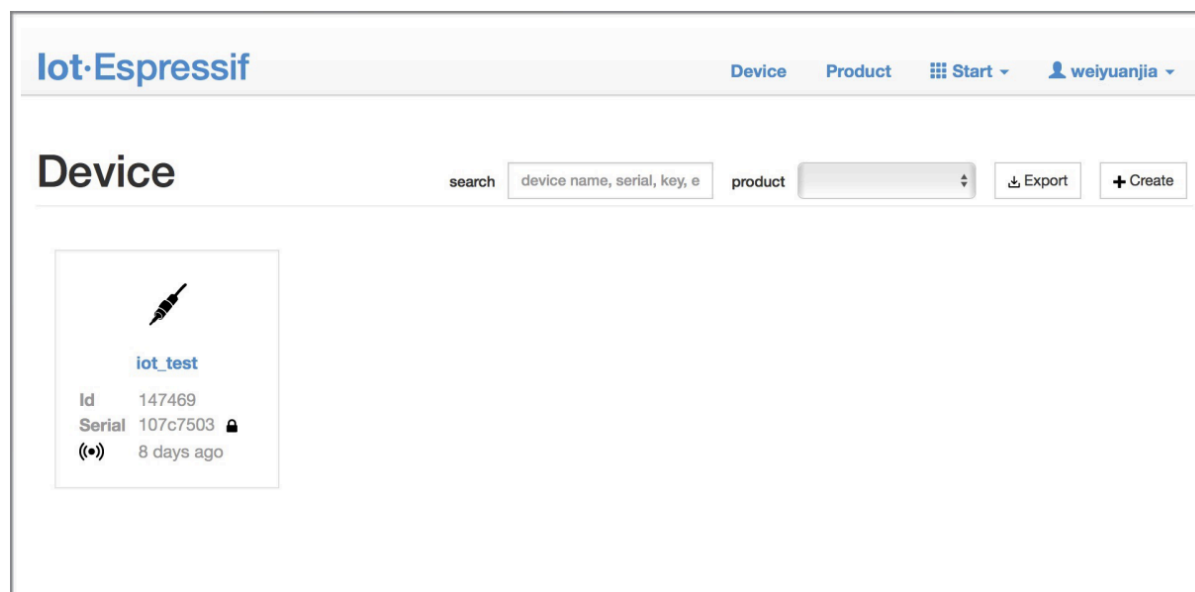 Iot·Espressif
Device Product Start weiyuanjia
Device
search device name, serial, key, e product Export Create
iot_test
Id 147469
Serial 107c7503
8 days ago